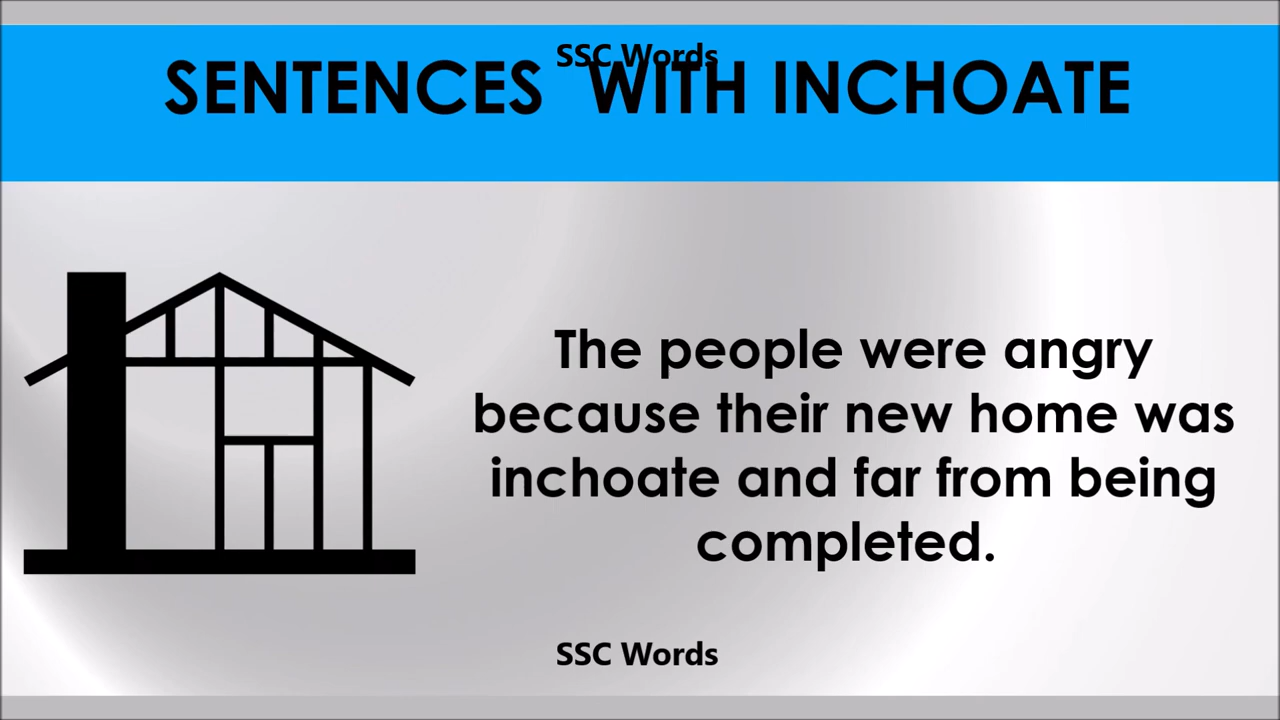 SSC Words
SENTENCES WITH INCHOATE
The people were angry
because their new home was
inchoate and far from being
completed.
SSC Words